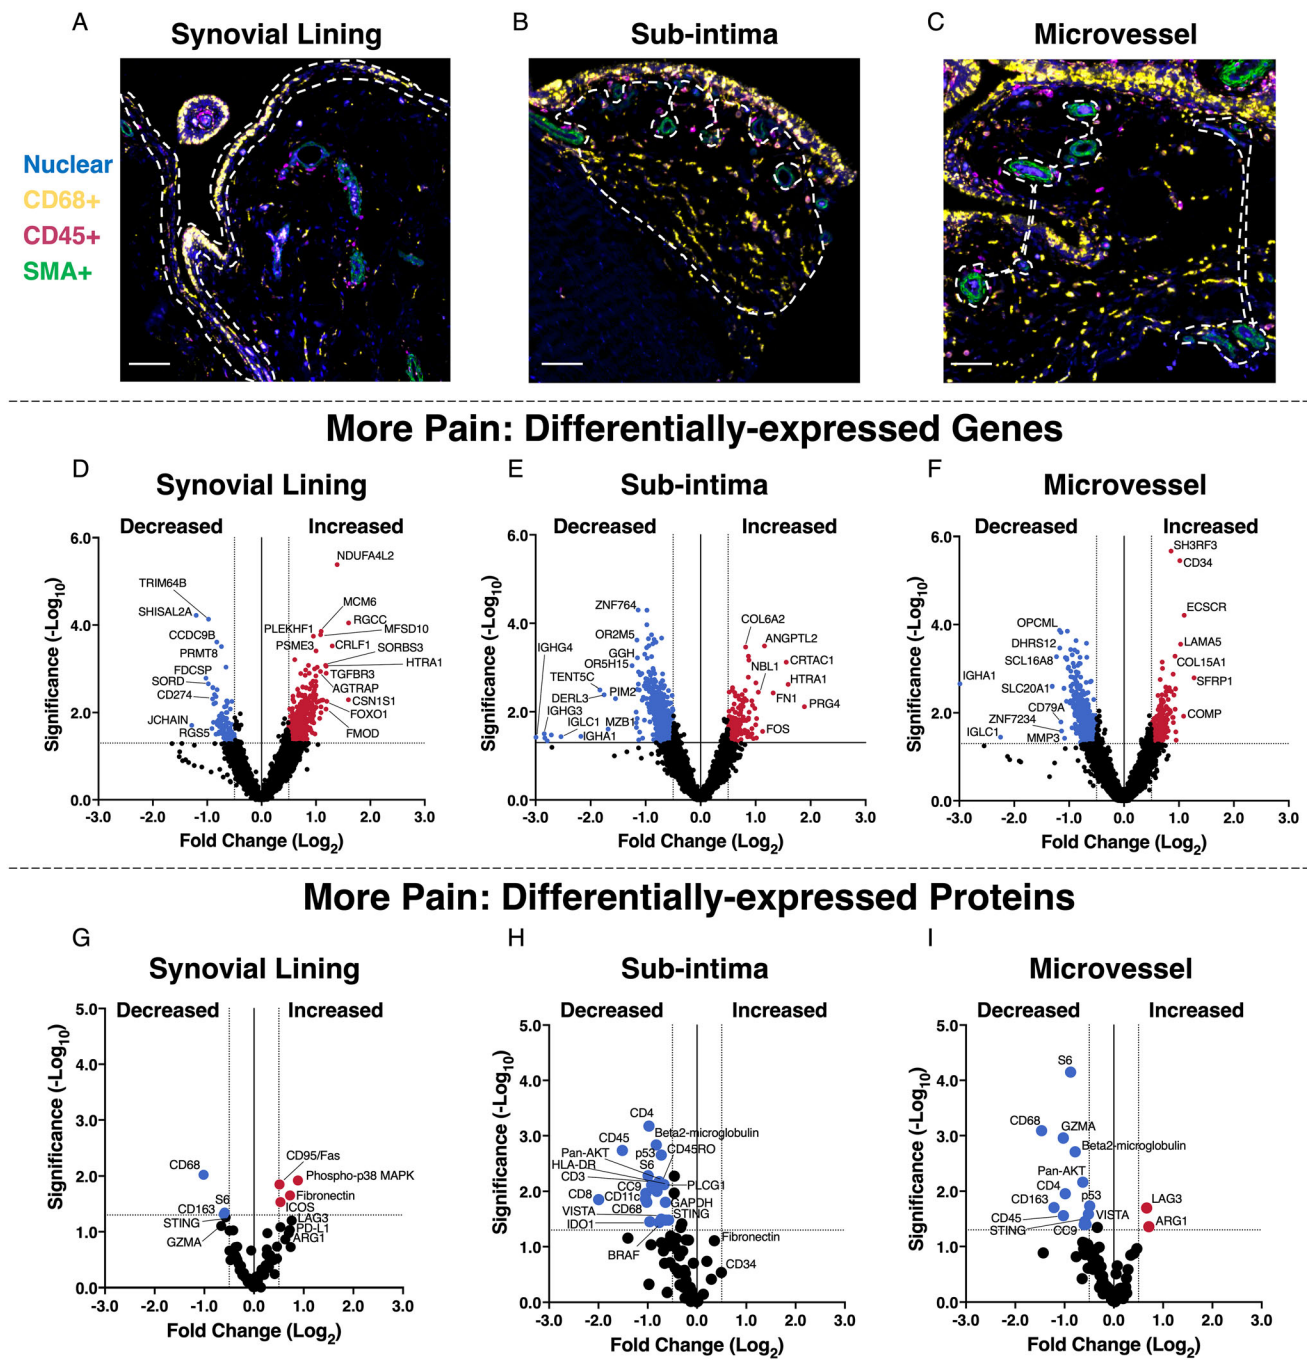 A
Synovial Lining
B
Sub-intima
C
Microvessel
Nuclear
CD68+
CD45+
SMA+
More Pain: Differentially-expressed Genes
D
Synovial Lining
Decreased
Increased
Significance (-Log10)
6.0
4.0
2.0
0.0
-3.0 -2.0 -1.0 0.0 1.0 2.0 3.0
Fold Change (Log2)
NDUFA4L2
TRIM64B
SHISAL2A
MCM6
RGCC
PLEKHF1
MFSD10
CCDC9B
PSME3
CRLF1
SORBS3
PRMT8
HTRA1
FDCSP
TGFBR3
SORD
AGTRAP
CD274
CSN1S1
FOXO1
JCHAIN
RGS5
FMOD
E
Sub-intima
Decreased
Increased
Significance (-Log10)
6.0
4.0
2.0
0.0
-3.0 -2.0 -1.0 0.0 1.0 2.0 3.0
Fold Change (Log2)
ZNF764
COL6A2
IGHG4
OR2M5
ANGPTL2
GGH
OR5H15
NBL1
CRTAC1
TENT5C
HTRA1
PIM2
DERL3
FN1
PRG4
IGHG3
IGLC1
MZB1
FOS
IGHA1
F
Microvessel
Decreased
Increased
Significance (-Log10)
6.0
4.0
2.0
0.0
-3.0 -2.0 -1.0 0.0 1.0 2.0 3.0
Fold Change (Log2)
SH3RF3
CD34
ECSCR
OPCML
DHRS12
LAMA5
SCL16A8
COL15A1
IGHA1
SFRP1
SLC20A1
CD79A
COMP
ZNF7234
IGLC1
MMP3
More Pain: Differentially-expressed Proteins
G
Synovial Lining
Decreased
Increased
Significance (-Log10)
5.0
4.0
3.0
2.0
1.0
0.0
-3.0 -2.0 -1.0 0.0 1.0 2.0 3.0
Fold Change (Log2)
CD95/Fas
CD68
Phospho-p38 MAPK
S6
Fibronectin
CD163
ICOS
STING
LAG3
PD-L1
GZMA
ARG1
H
Sub-intima
Decreased
Increased
Significance (-Log10)
5.0
4.0
3.0
2.0
1.0
0.0
-3.0 -2.0 -1.0 0.0 1.0 2.0 3.0
Fold Change (Log2)
CD4
Beta2-microglobulin
CD45
Pan-AKT
p53
CD45RO
HLA-DR
S6
CD3
CC9
PLCG1
CD8
CD11c
GAPDH
VISTA
CD68
STING
IDO1
BRAF
Fibronectin
CD34
I
Microvessel
Decreased
Increased
Significance (-Log10)
5.0
4.0
3.0
2.0
1.0
0.0
-3.0 -2.0 -1.0 0.0 1.0 2.0 3.0
Fold Change (Log2)
S6
CD68
GZMA
Beta2-microglobulin
Pan-AKT
CD4
CD163
p53
LAG3
CD45
VISTA
ARG1
STING
CC9